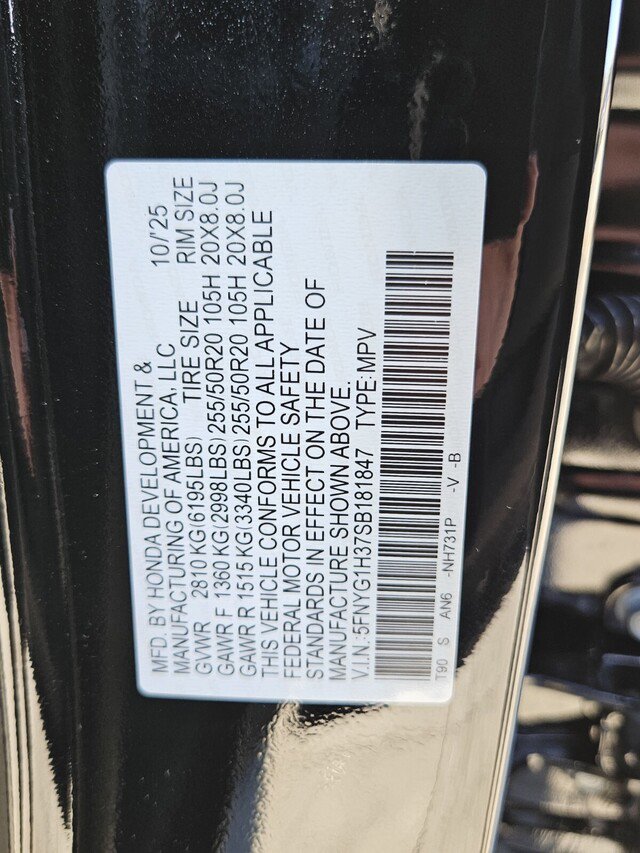 MFD. BY HONDA DEVELOPMENT &
MANUFACTURING OF AMERICA, LLC 10/'25
GVWR 2810 KG(6195LBS) TIRE SIZE RIM SIZE
GAWR F 1360 KG(2998LBS) 255/50R20 105H 20X8.0J
GAWR R 1515 KG(3340LBS) 255/50R20 105H 20X8.0J
THIS VEHICLE CONFORMS TO ALL APPLICABLE
FEDERAL MOTOR VEHICLE SAFETY
STANDARDS IN EFFECT ON THE DATE OF
MANUFACTURE SHOWN ABOVE.
V.I.N.:5FNYG1H37SB181847 TYPE:MPV
T90 S AN6 -NH731P -V -B